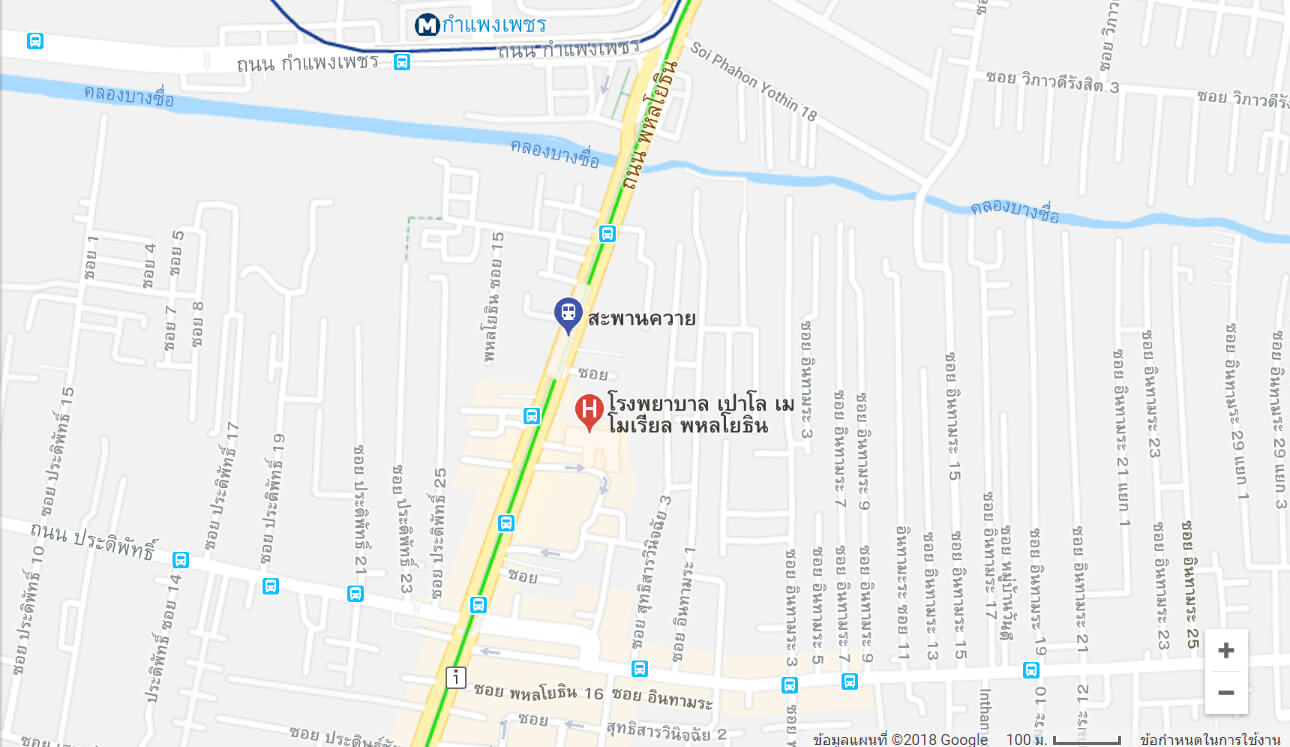 กำแพงเพชร
ถนน กำแพงเพชร
ถนน กำแพงเพชร
Soi Phahon Yothin 18
ซอย วิภาวดีรังสิต 3
ซอย วิภาวดีรังสิ
ซอย วิภาวดี
ถนน พหลโยธิน
คลองบางซื่อ
คลองบางซื่อ
คลองบางซื่อ
ซอย 1
ซอย 4
ซอย 5
ซอย 7
ซอย 8
พหลโยธิน ซอย 15
สะพานควาย
ซอย
โรงพยาบาล เปาโล เม
โมเรียล พหลโยธิน
ซอย อินทามระ 3
ซอย อินทามระ 7
ซอย อินทามระ 9
ซอย อินทามระ 15
ซอย อินทามระ 21 แยก 1
ซอย อินทามระ 23
ซอย อินทามระ 29 แยก 1
ซอย อินทามระ 29 แยก 3
ซอย ประดิพัทธิ์ 15
ซอย ประดิพัทธิ์ 17
ซอย ประดิพัทธิ์ 19
ซอย ประดิพัทธิ์ 21
ซอย ประดิพัทธิ์ 23
ซอย ประดิพัทธิ์ 25
ถนน ประดิพัทธิ์
ซอย ประดิพัทธิ์ 10
ประดิพัทธิ์ ซอย 14
ซอย
ซอย สุทธิสารวินิจฉัย 3
ซอย อินทามระ 1
ซอย อินทามระ 3
ซอย อินทามระ 5
ซอย อินทามระ 7
ซอย อินทามระ 9
อินทามระ ซอย 11
ซอย อินทามระ 13
ซอย อินทามระ 15
ซอย อินทามระ 17
ซอย หมู่บ้านวันดี
ซอย อินทามระ 19
ซอย อินทามระ 21
ซอย อินทามระ 23
ซอย อินทามระ 25
1
ซอย พหลโยธิน 16
ซอย อินทามระ
ซอย
สุทธิสารวินิจฉัย 2
Inthan
+
−
ข้อมูลแผนที่ ©2018 Google
100 ม.
ข้อกำหนดในการใช้งาน